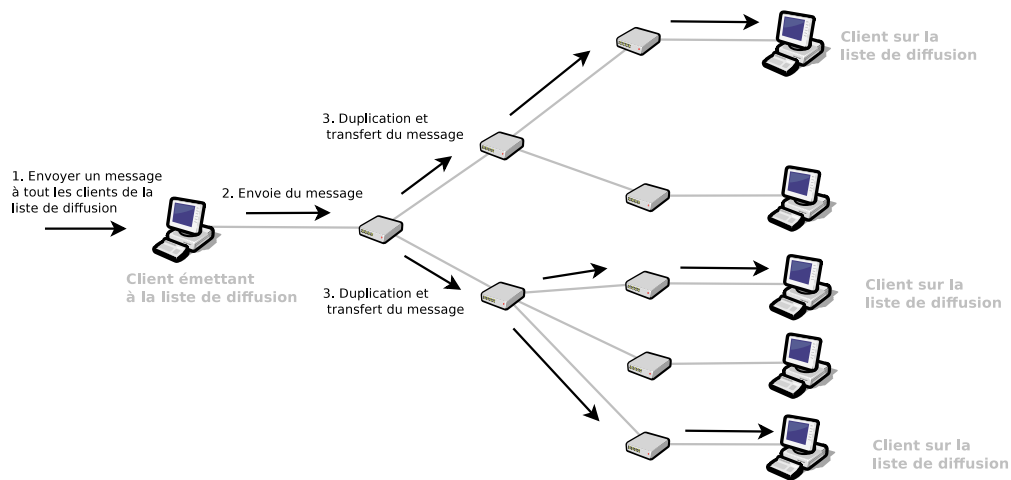 Client sur la
liste de diffusion
3. Duplication et
transfert du message
1. Envoyer un message
à tout les clients de la
liste de diffusion
2. Envoie du message
Client émettant
à la liste de diffusion
3. Duplication et
transfert du message
Client sur la
liste de diffusion
Client sur la
liste de diffusion